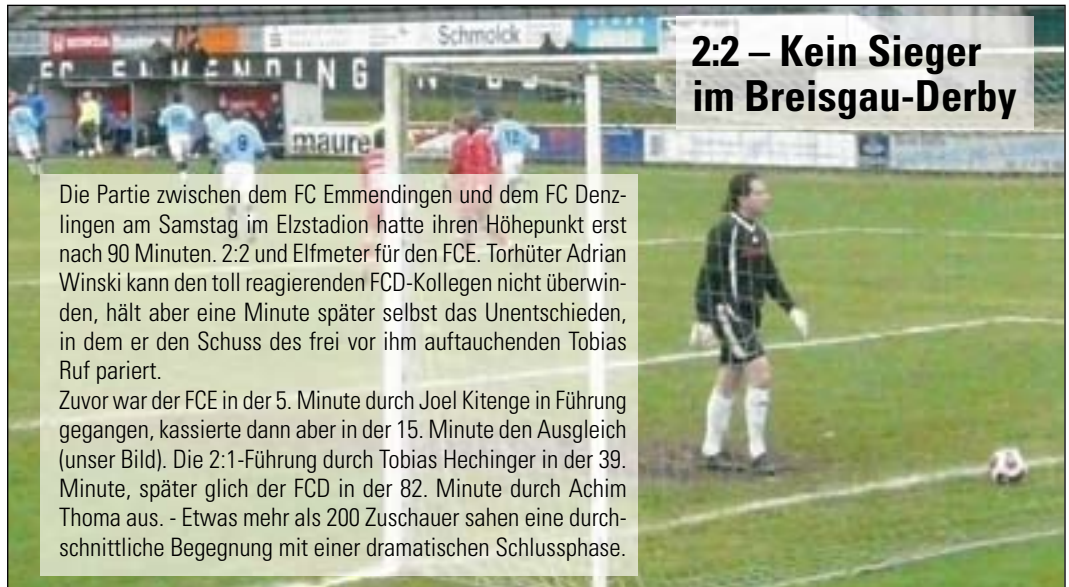 HONDA
Schmolck
2:2 – Kein Sieger
im Breisgau-Derby
maure
Die Partie zwischen dem FC Emmendingen und dem FC Denz-
lingen am Samstag im Elzstadion hatte ihren Höhepunkt erst
nach 90 Minuten. 2:2 und Elfmeter für den FCE. Torhüter Adrian
Winski kann den toll reagierenden FCD-Kollegen nicht überwin-
den, hält aber eine Minute später selbst das Unentschieden,
in dem er den Schuss des frei vor ihm auftauchenden Tobias
Ruf pariert.
Zuvor war der FCE in der 5. Minute durch Joel Kitenge in Führung
gegangen, kassierte dann aber in der 15. Minute den Ausgleich
(unser Bild). Die 2:1-Führung durch Tobias Hechinger in der 39.
Minute, später glich der FCD in der 82. Minute durch Achim
Thoma aus. - Etwas mehr als 200 Zuschauer sahen eine durch-
schnittliche Begegnung mit einer dramatischen Schlussphase.